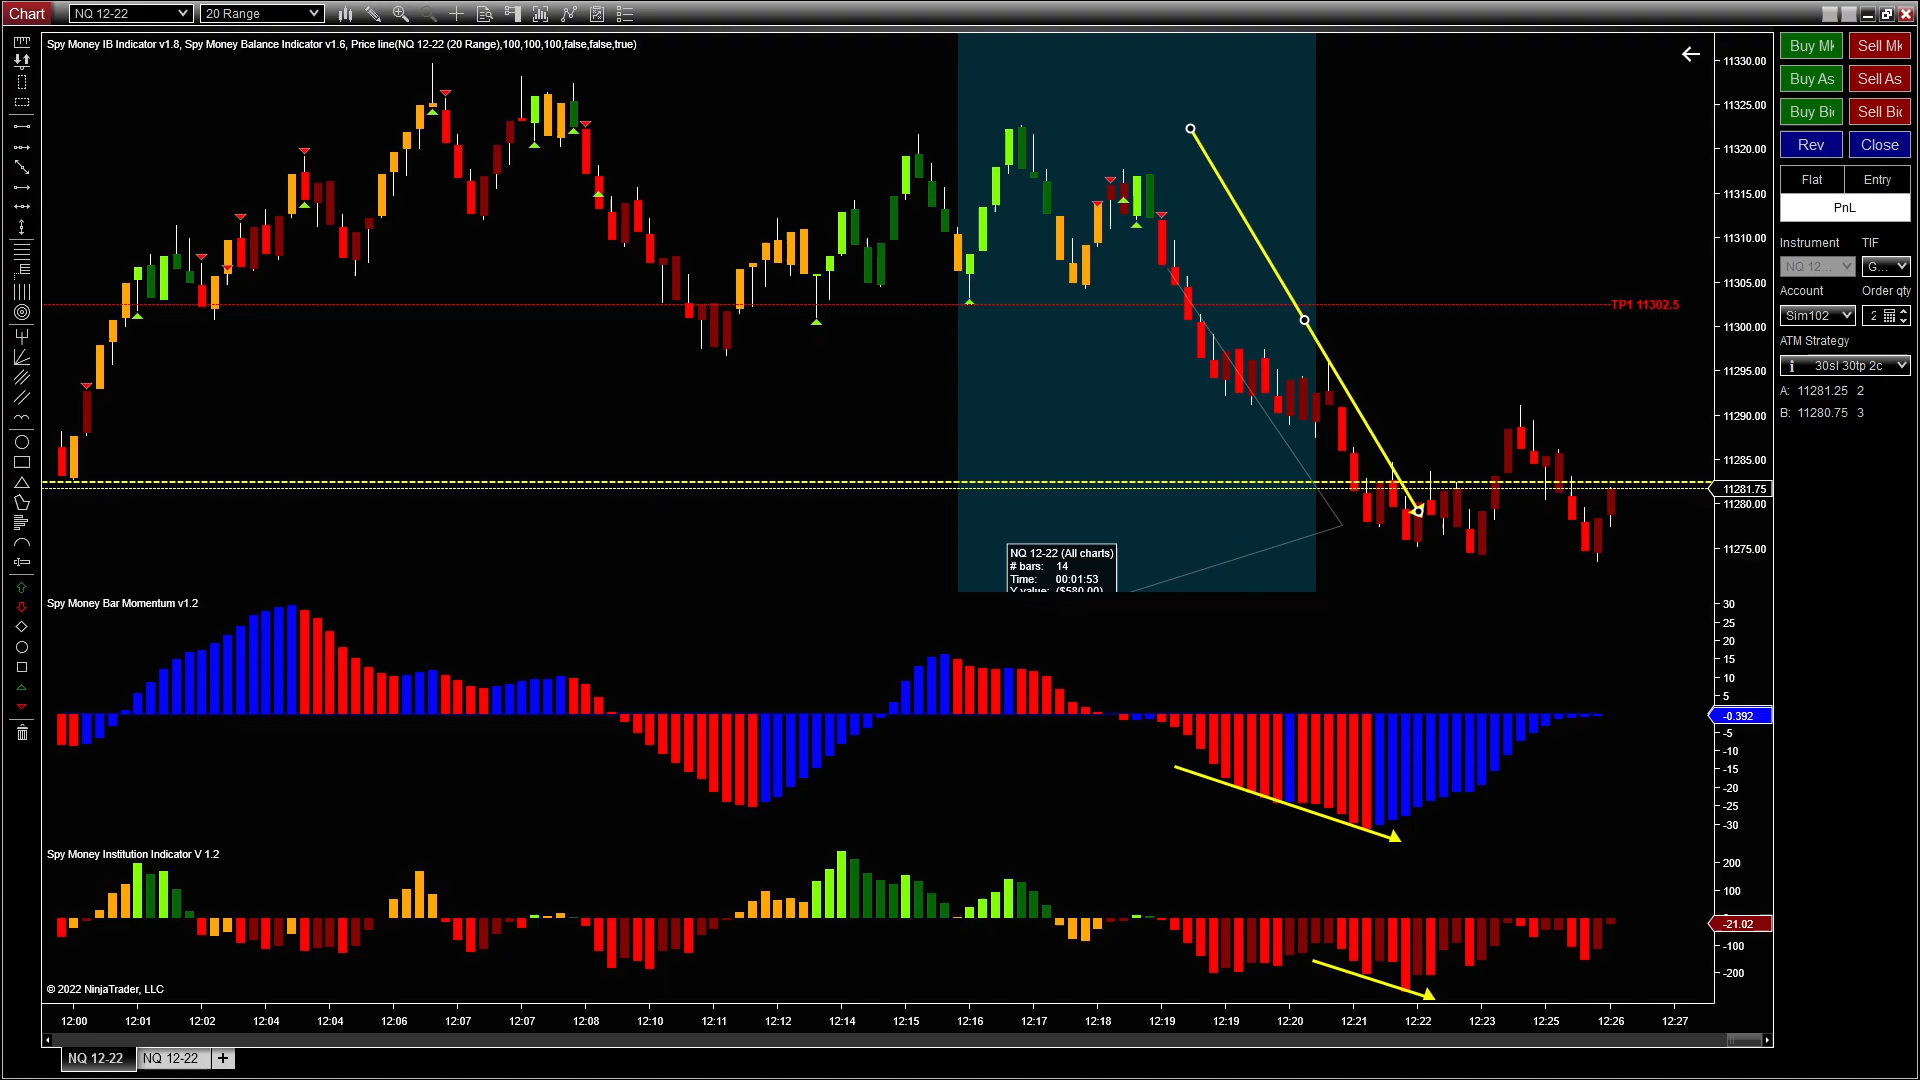 Chart
NQ 12-22
20 Range
Spy Money IB Indicator v1.8, Spy Money Balance Indicator v1.6, Price line(NQ 12-22 (20 Range),100,100,100,false,false,true)
11330.00
11325.00
11320.00
11315.00
11310.00
11305.00
11300.00
11295.00
11290.00
11285.00
11281.75
11280.00
11275.00
TP1 11302.5
NQ 12-22 (All charts)
# bars: 14
Time: 00:01:53
Y value: ($580.00)
Spy Money Bar Momentum v1.2
30
25
20
15
10
5
-0.392
-5
-10
-15
-20
-25
-30
Spy Money Institution Indicator V 1.2
200
100
-21.02
-100
-200
© 2022 NinjaTrader, LLC
12:00 12:01 12:02 12:04 12:04 12:06 12:07 12:07 12:08 12:10 12:11 12:12 12:14 12:15 12:16 12:17 12:18 12:19 12:19 12:20 12:21 12:22 12:23 12:25 12:26 12:27
NQ 12-22 NQ 12-22 +
Buy Mk Sell Mk
Buy As Sell As
Buy Bi Sell Bi
Rev Close
Flat Entry
PnL
Instrument TIF
NQ 12... G...
Account Order qty
Sim102 2
ATM Strategy
30sl 30tp 2c
A: 11281.25 2
B: 11280.75 3